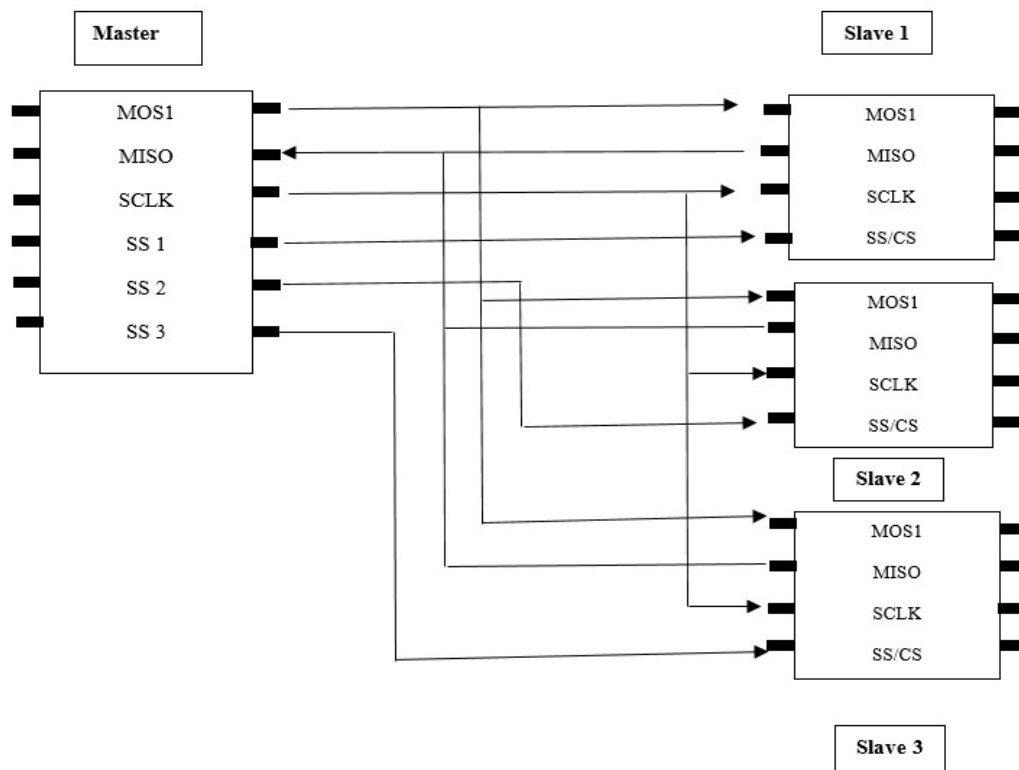 Master
MOS1
MISO
SCLK
SS 1
SS 2
SS 3
Slave 1
MOS1
MISO
SCLK
SS/CS
MOS1
MISO
SCLK
SS/CS
Slave 2
MOS1
MISO
SCLK
SS/CS
Slave 3